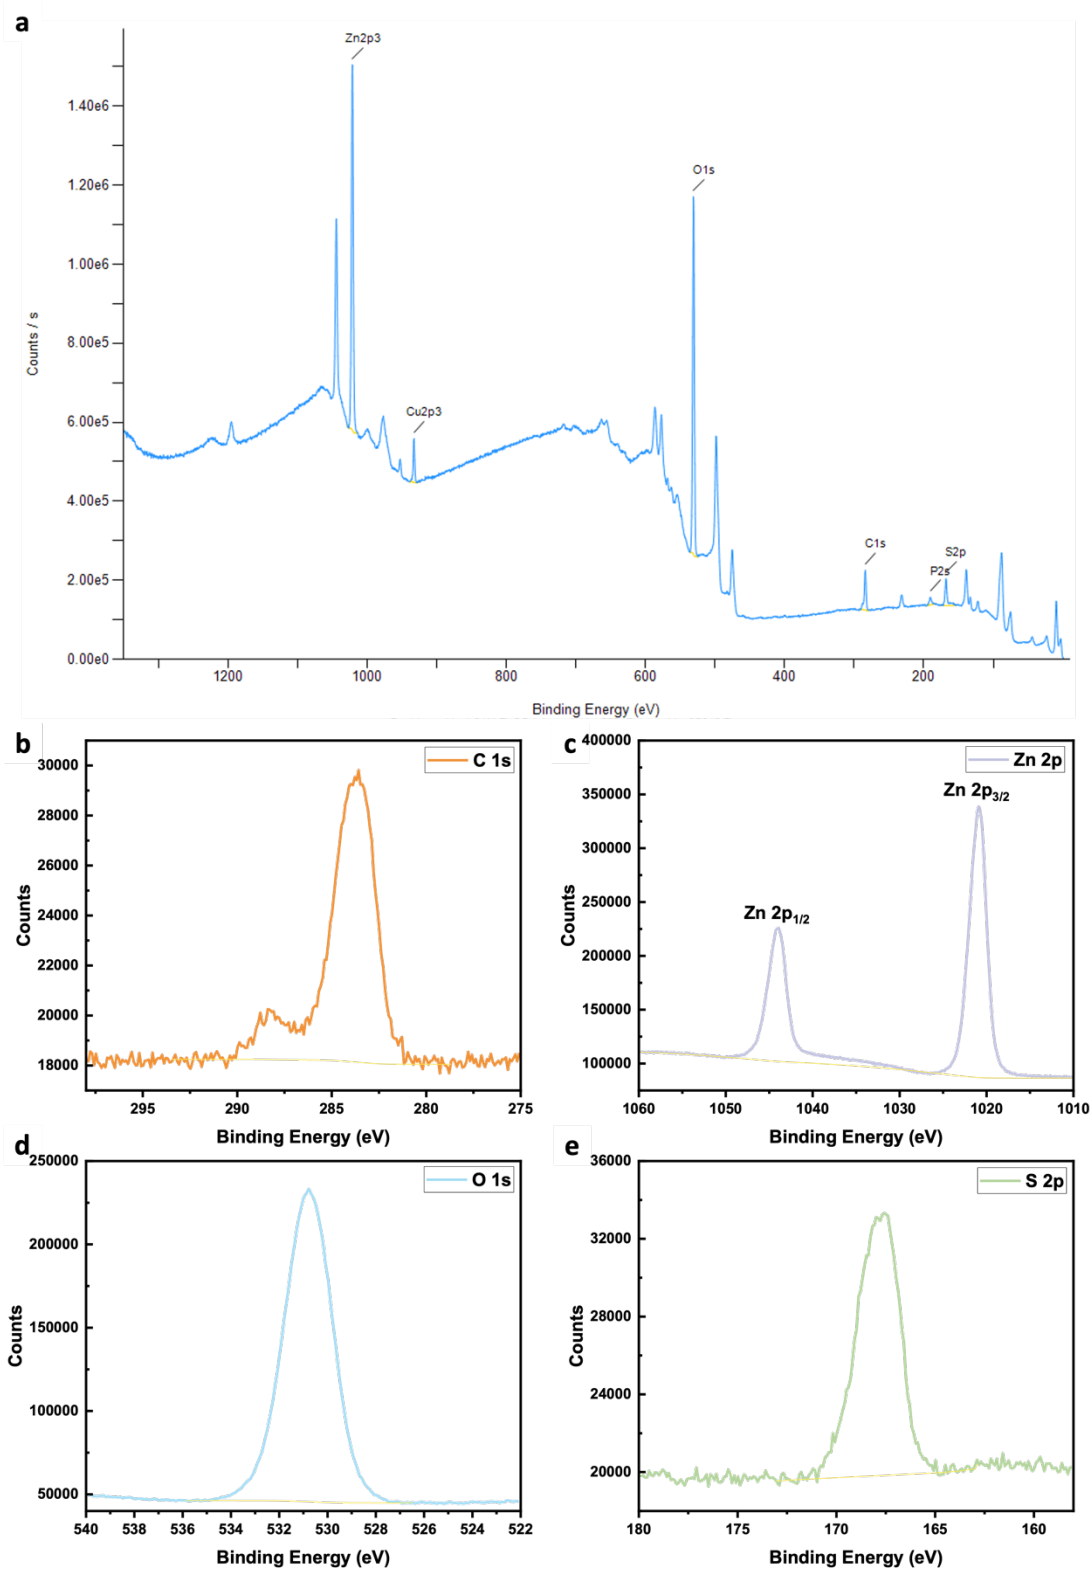 a
Zn2p3
1.40e6
O1s
1.20e6
1.00e6
Counts / s
8.00e5
6.00e5
Cu2p3
4.00e5
C1s
S2p
P2s
2.00e5
0.00e0
1200 1000 800 600 400 200
Binding Energy (eV)
b
C 1s
30000
28000
26000
24000
22000
20000
18000
Counts
295 290 285 280 275
Binding Energy (eV)
c
Zn 2p
Zn 2p3/2
Zn 2p1/2
400000
350000
300000
250000
200000
150000
100000
Counts
1060 1050 1040 1030 1020 1010
Binding Energy (eV)
d
O 1s
250000
200000
150000
100000
50000
Counts
540 538 536 534 532 530 528 526 524 522
Binding Energy (eV)
e
S 2p
36000
32000
28000
24000
20000
Counts
180 175 170 165 160
Binding Energy (eV)